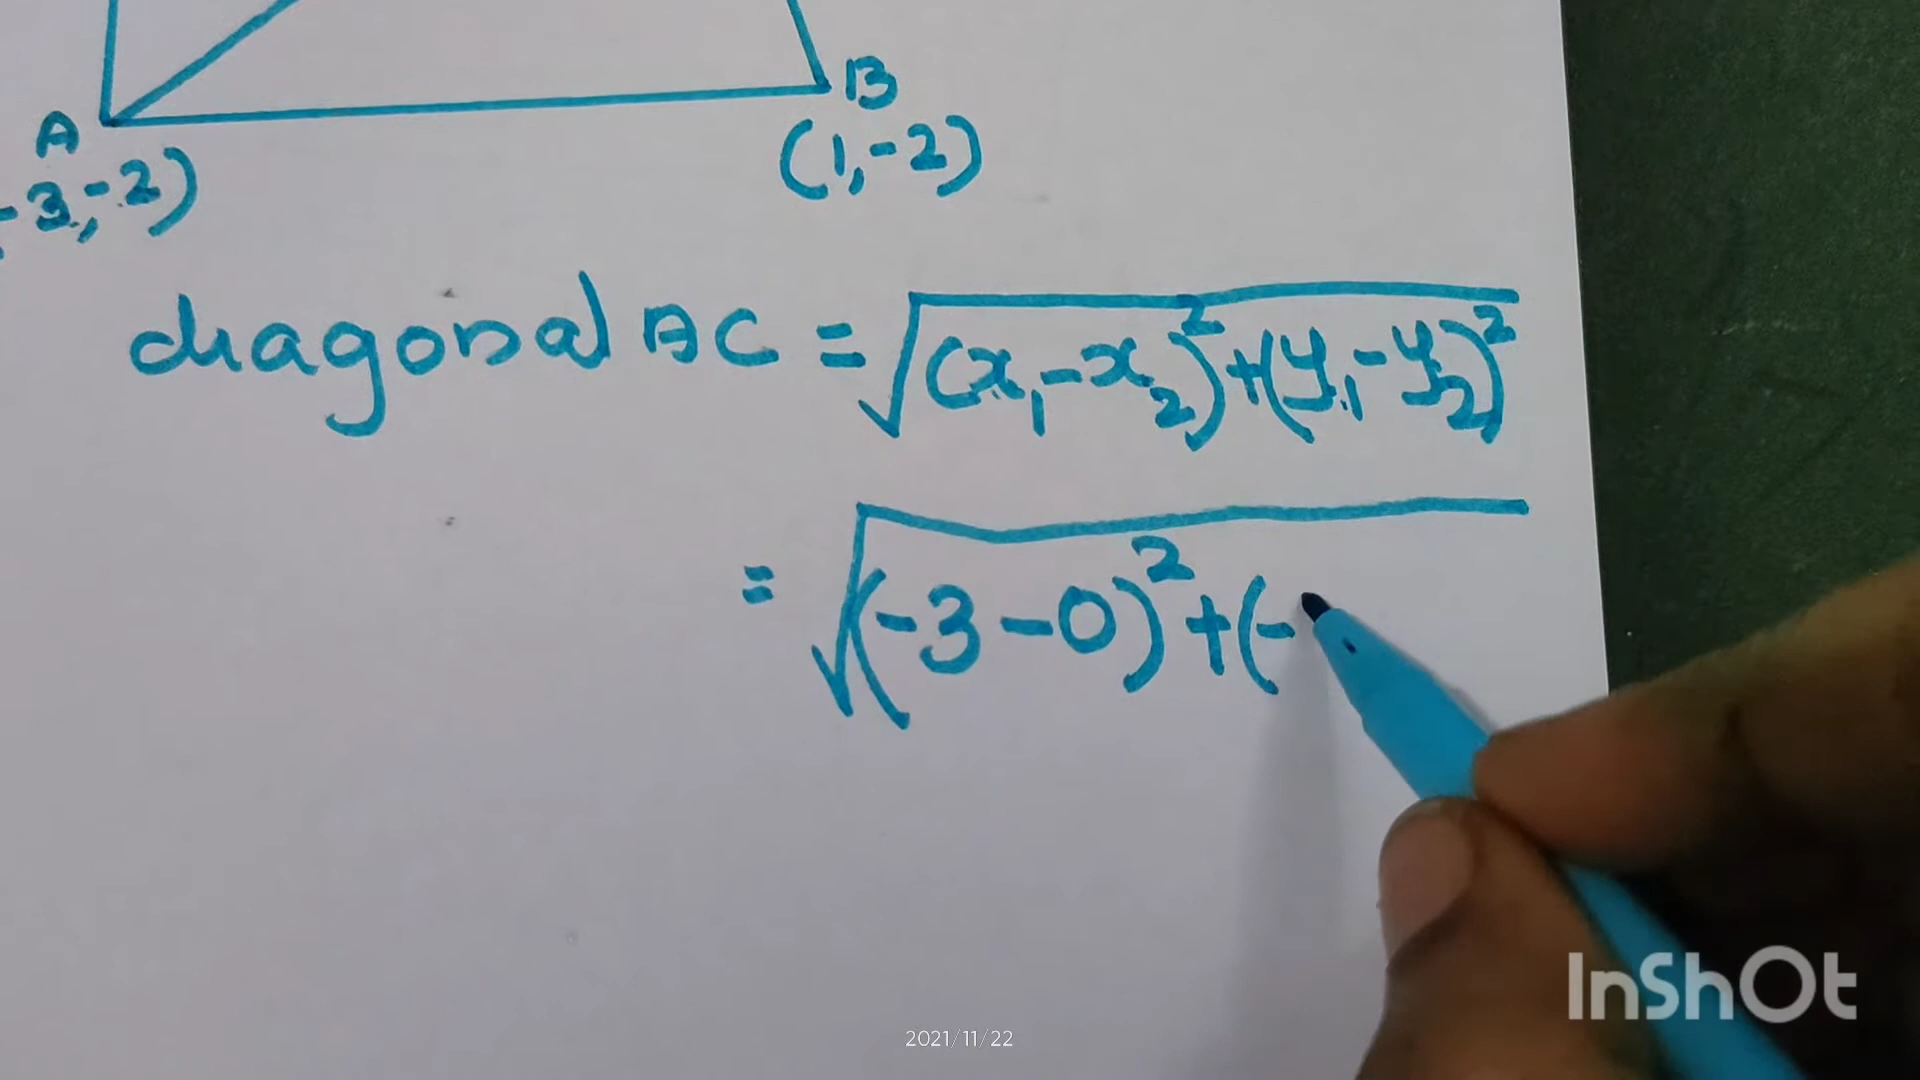 A
B
-3,-2)
(1,-2)
diagonal AC = √(x₁-x₂)²+(y₁-y₂)²
= √(-3-0)²+(-
InShOt
2021/11/22